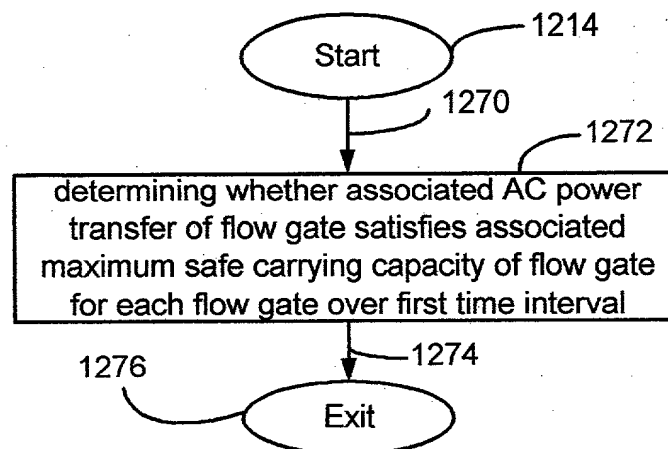 Start
1214
1270
1272
determining whether associated AC power
transfer of flow gate satisfies associated
maximum safe carrying capacity of flow gate
for each flow gate over first time interval
1274
1276
Exit